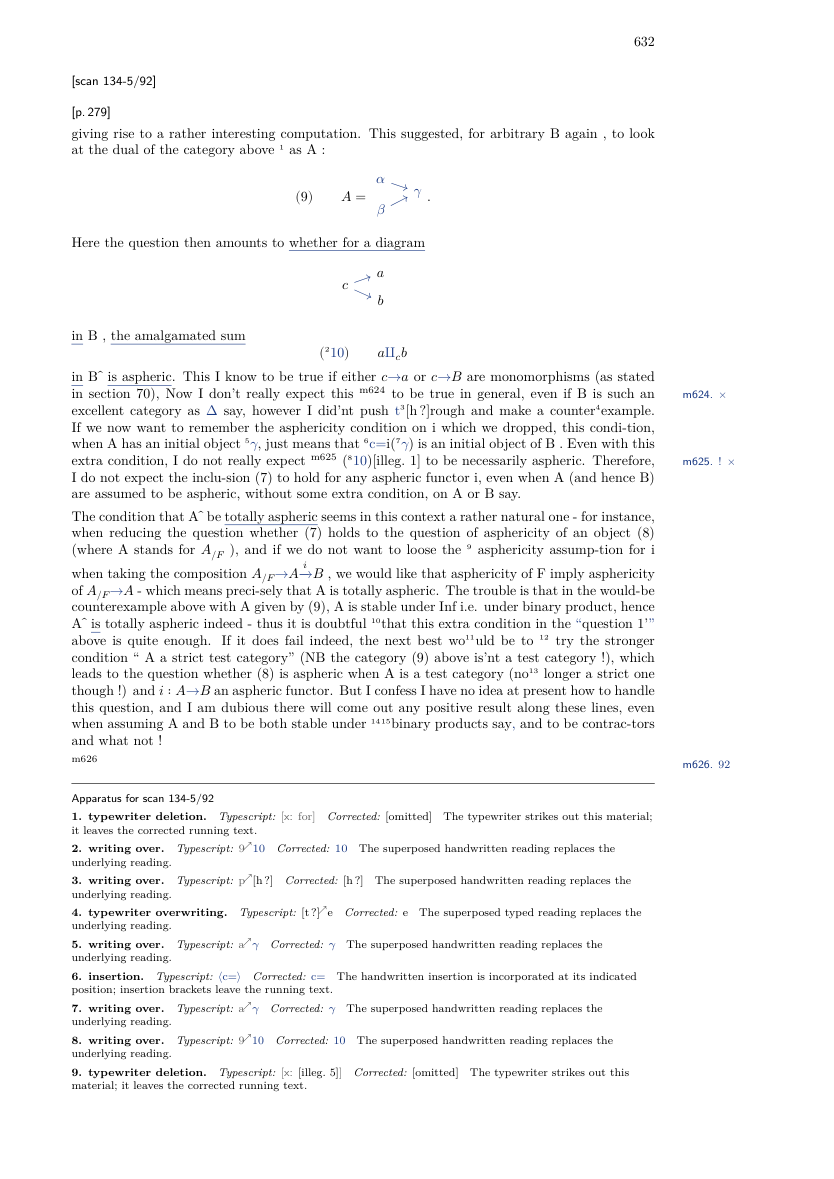 632
[scan 134-5/92]
[p. 279]
giving rise to a rather interesting computation. This suggested, for arbitrary B again , to look
at the dual of the category above ¹ as A :
α
(9) A = γ .
β
Here the question then amounts to whether for a diagram
a
c
b
in B , the amalgamated sum
(²10) a∐_c b
in Bˆ is aspheric. This I know to be true if either c→a or c→B are monomorphisms (as stated
in section 70), Now I don't really expect this m624 to be true in general, even if B is such an
m624. ×
excellent category as Δ say, however I did'nt push t³[h ?]rough and make a counter⁴example.
If we now want to remember the asphericity condition on i which we dropped, this condi-tion,
when A has an initial object ⁵γ, just means that ⁶c=i(⁷γ) is an initial object of B . Even with this
extra condition, I do not really expect m625 (⁸10)[illeg. 1] to be necessarily aspheric. Therefore,
m625. ! ×
I do not expect the inclu-sion (7) to hold for any aspheric functor i, even when A (and hence B)
are assumed to be aspheric, without some extra condition, on A or B say.
The condition that Aˆ be totally aspheric seems in this context a rather natural one - for instance,
when reducing the question whether (7) holds to the question of asphericity of an object (8)
(where A stands for A/F ), and if we do not want to loose the ⁹ asphericity assump-tion for i
when taking the composition A/F→A→ⁱB , we would like that asphericity of F imply asphericity
of A/F→A - which means preci-sely that A is totally aspheric. The trouble is that in the would-be
counterexample above with A given by (9), A is stable under Inf i.e. under binary product, hence
Aˆ is totally aspheric indeed - thus it is doubtful ¹⁰that this extra condition in the “question 1'”
above is quite enough. If it does fail indeed, the next best wo¹¹uld be to ¹² try the stronger
condition “ A a strict test category” (NB the category (9) above is'nt a test category !), which
leads to the question whether (8) is aspheric when A is a test category (no¹³ longer a strict one
though !) and i : A→B an aspheric functor. But I confess I have no idea at present how to handle
this question, and I am dubious there will come out any positive result along these lines, even
when assuming A and B to be both stable under ¹⁴¹⁵binary products say, and to be contrac-tors
and what not !
m626
m626. 92
Apparatus for scan 134-5/92
1. typewriter deletion. Typescript: [x: for] Corrected: [omitted] The typewriter strikes out this material;
it leaves the corrected running text.
2. writing over. Typescript: 9↗10 Corrected: 10 The superposed handwritten reading replaces the
underlying reading.
3. writing over. Typescript: p↗[h ?] Corrected: [h ?] The superposed handwritten reading replaces the
underlying reading.
4. typewriter overwriting. Typescript: [t ?]↗e Corrected: e The superposed typed reading replaces the
underlying reading.
5. writing over. Typescript: a↗γ Corrected: γ The superposed handwritten reading replaces the
underlying reading.
6. insertion. Typescript: ⟨c=⟩ Corrected: c= The handwritten insertion is incorporated at its indicated
position; insertion brackets leave the running text.
7. writing over. Typescript: a↗γ Corrected: γ The superposed handwritten reading replaces the
underlying reading.
8. writing over. Typescript: 9↗10 Corrected: 10 The superposed handwritten reading replaces the
underlying reading.
9. typewriter deletion. Typescript: [x: [illeg. 5]] Corrected: [omitted] The typewriter strikes out this
material; it leaves the corrected running text.